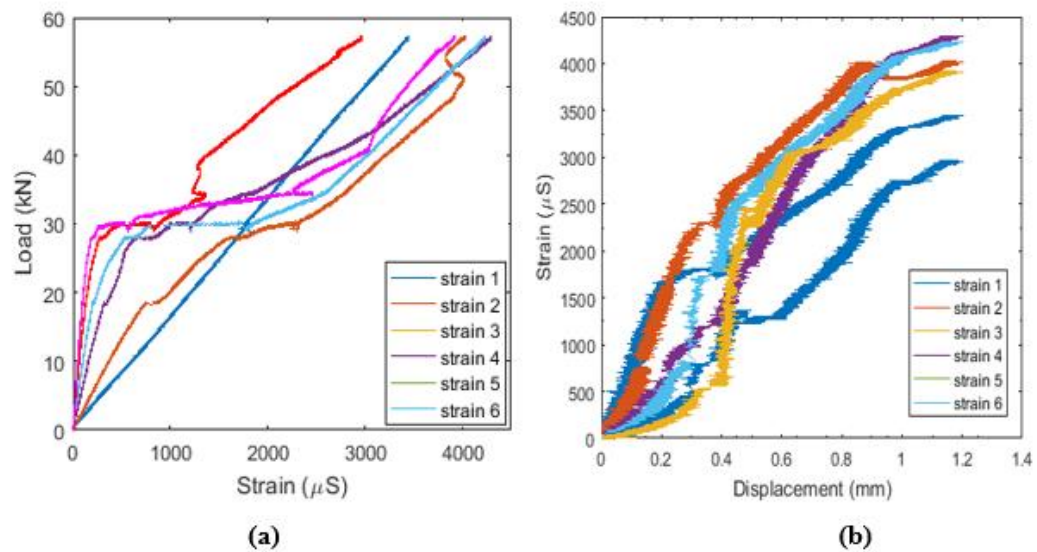 60
50
40
30
20
10
0
0
1000
2000
3000
4000
Load (kN)
Strain (μS)
strain 1
strain 2
strain 3
strain 4
strain 5
strain 6
(a)
4500
4000
3500
3000
2500
2000
1500
1000
500
0
0
0.2
0.4
0.6
0.8
1
1.2
1.4
Strain (μS)
Displacement (mm)
strain 1
strain 2
strain 3
strain 4
strain 5
strain 6
(b)